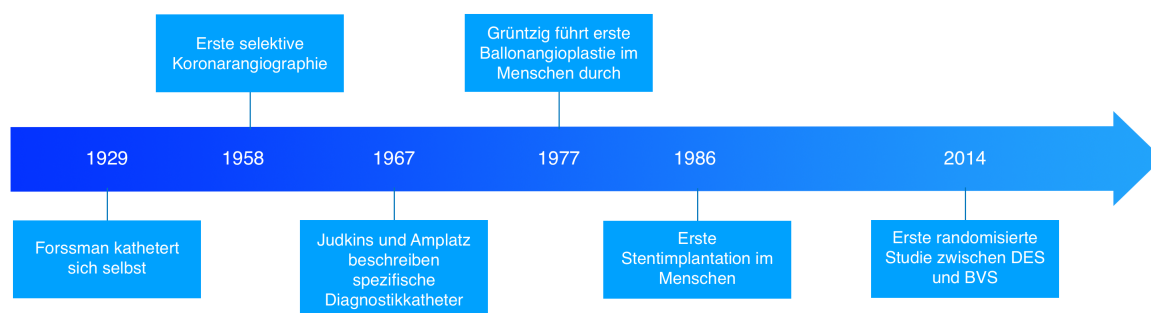 Erste selektive
Koronarangiographie
Grüntzig führt erste
Ballonangioplastie im
Menschen durch
1929 1958 1967 1977 1986 2014
Forssman kathetert
sich selbst
Judkins und Amplatz
beschreiben
spezifische
Diagnostikkatheter
Erste
Stentimplantation im
Menschen
Erste randomisierte
Studie zwischen DES
und BVS